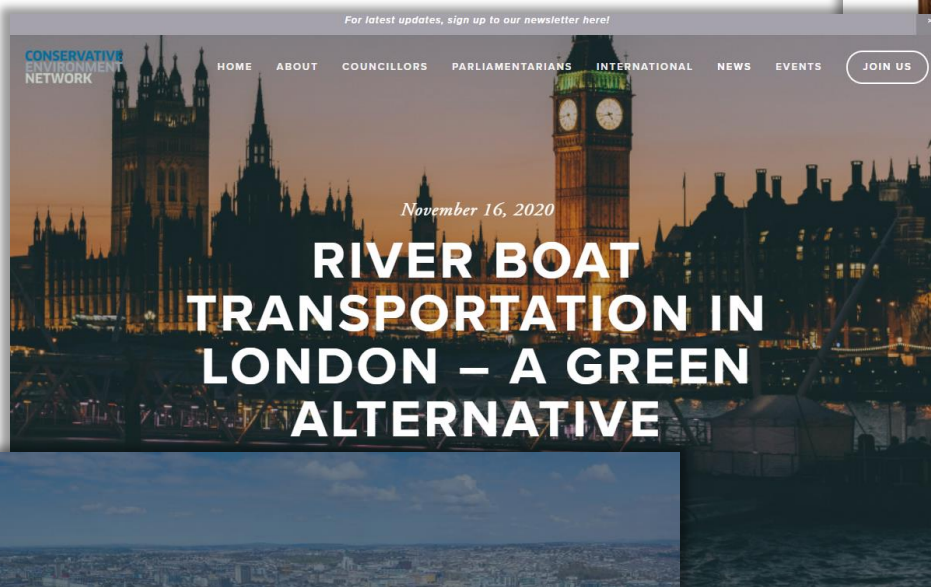 For latest updates, sign up to our newsletter here!
CONSERVATIVE
ENVIRONMENT
NETWORK
HOME ABOUT COUNCILLORS PARLIAMENTARIANS INTERNATIONAL NEWS EVENTS JOIN US
November 16, 2020
RIVER BOAT
TRANSPORTATION IN
LONDON – A GREEN
ALTERNATIVE